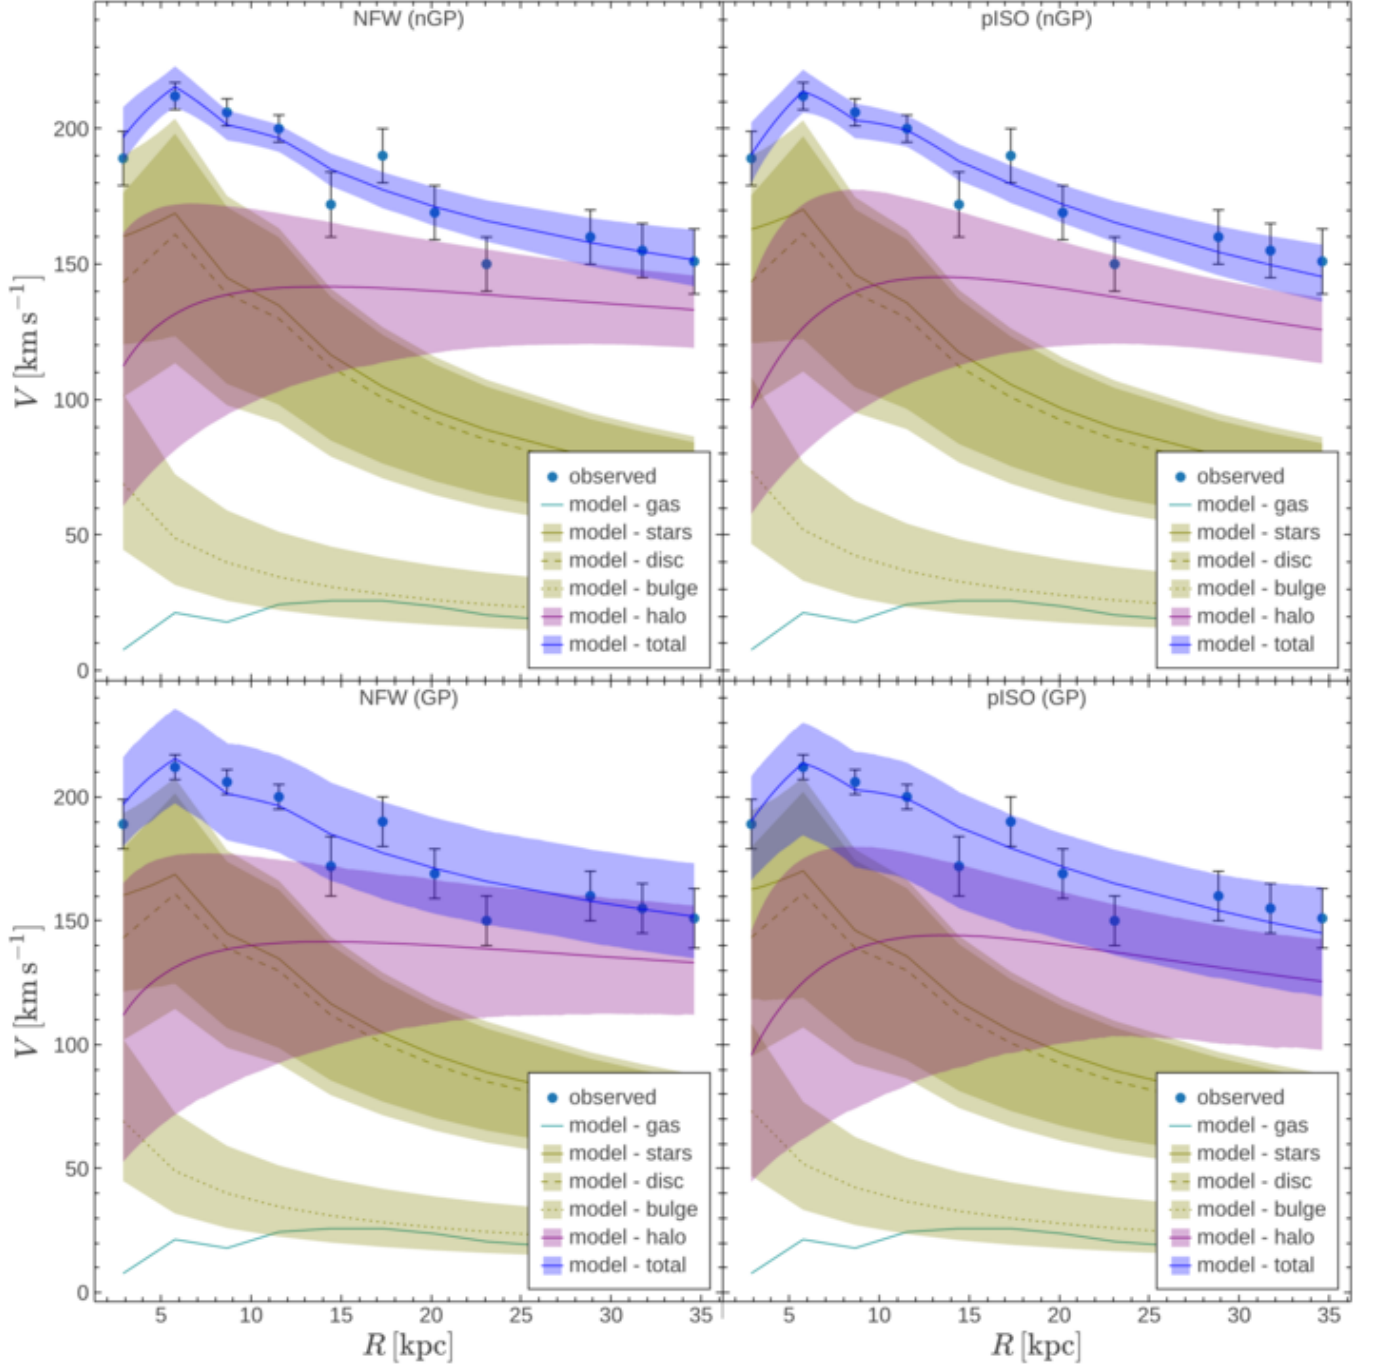 NFW (nGP)
pISO (nGP)
200
150
100
50
0
V [km s⁻¹]
observed
model - gas
model - stars
model - disc
model - bulge
model - halo
model - total
observed
model - gas
model - stars
model - disc
model - bulge
model - halo
model - total
NFW (GP)
pISO (GP)
200
150
100
50
0
V [km s⁻¹]
observed
model - gas
model - stars
model - disc
model - bulge
model - halo
model - total
observed
model - gas
model - stars
model - disc
model - bulge
model - halo
model - total
5 10 15 20 25 30 35
5 10 15 20 25 30 35
R [kpc]
R [kpc]